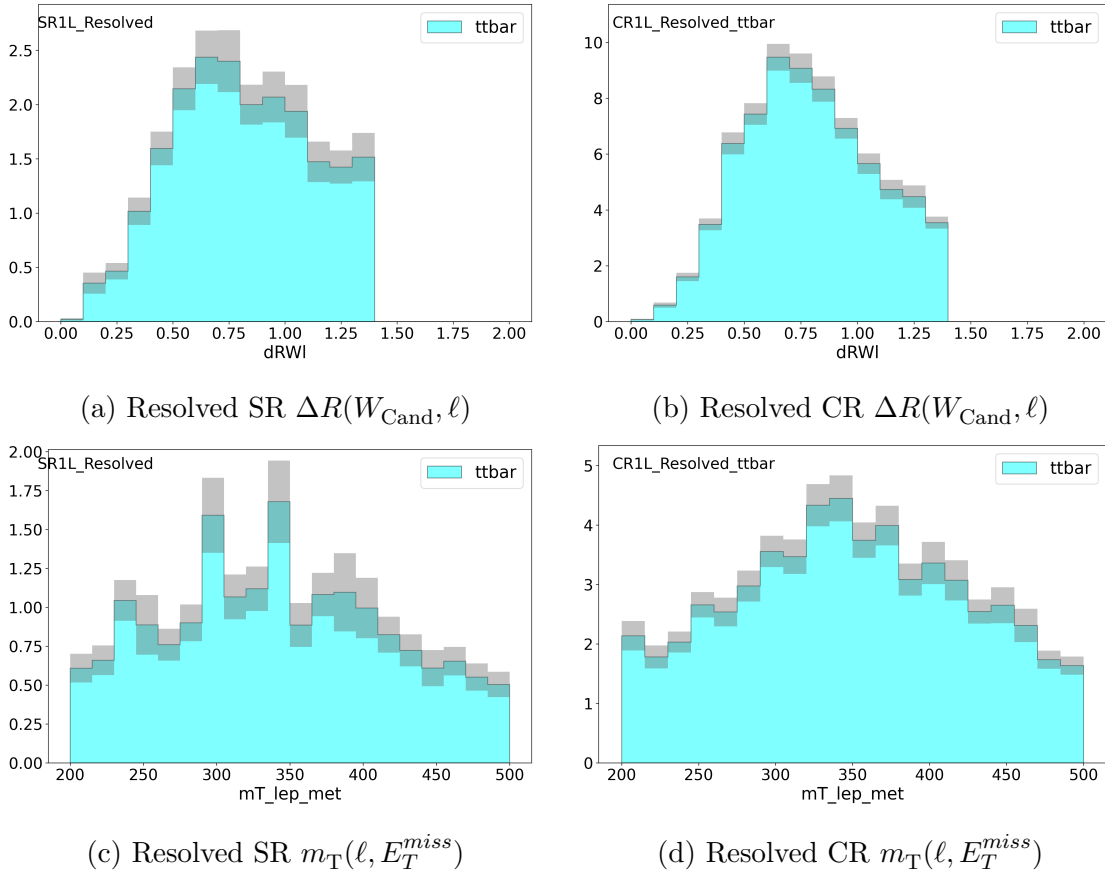 SR1L_Resolved
ttbar
2.5
2.0
1.5
1.0
0.5
0.0
0.00 0.25 0.50 0.75 1.00 1.25 1.50 1.75 2.00
dRWl
CR1L_Resolved_ttbar
ttbar
10
8
6
4
2
0
0.00 0.25 0.50 0.75 1.00 1.25 1.50 1.75 2.00
dRWl
(a) Resolved SR ΔR(W_Cand, ℓ)
(b) Resolved CR ΔR(W_Cand, ℓ)
SR1L_Resolved
ttbar
2.00
1.75
1.50
1.25
1.00
0.75
0.50
0.25
0.00
200 250 300 350 400 450 500
mT_lep_met
CR1L_Resolved_ttbar
ttbar
5
4
3
2
1
0
200 250 300 350 400 450 500
mT_lep_met
(c) Resolved SR m_T(ℓ, E_T^miss)
(d) Resolved CR m_T(ℓ, E_T^miss)